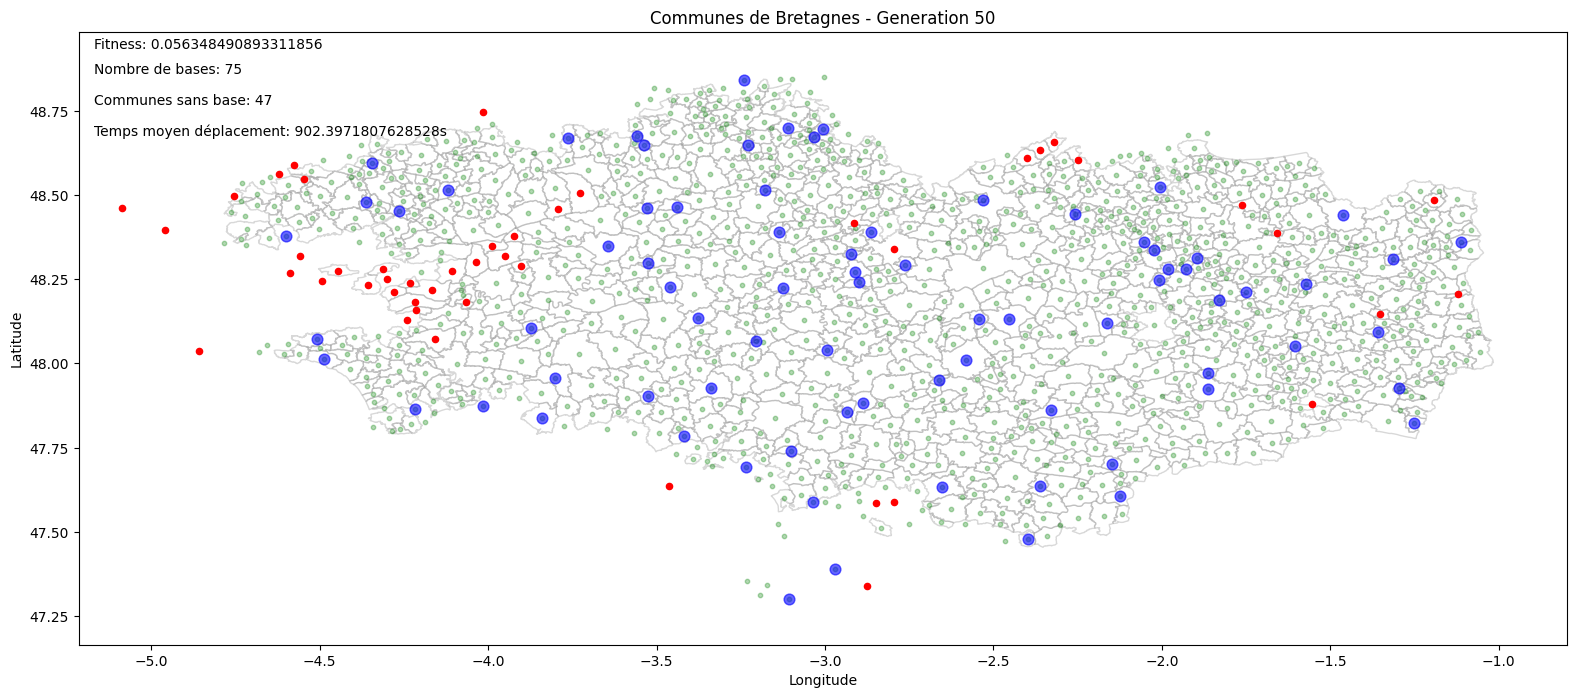 Communes de Bretagnes - Generation 50
Fitness: 0.056348490893311856
Nombre de bases: 75
Communes sans base: 47
Temps moyen déplacement: 902.3971807628528s
48.75
48.50
48.25
48.00
47.75
47.50
47.25
Latitude
−5.0 −4.5 −4.0 −3.5 −3.0 −2.5 −2.0 −1.5 −1.0
Longitude